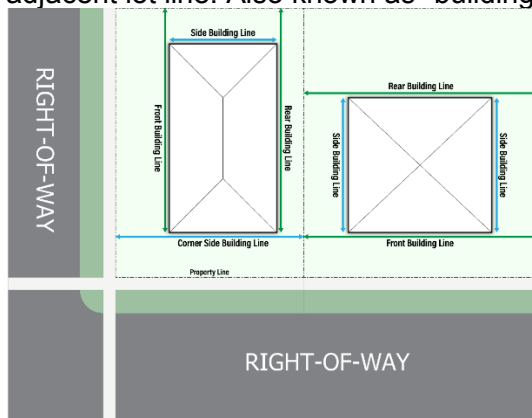 adjacent lot line. Also known as "building
Side Building Line
RIGHT-OF-WAY
Front Building Line
Rear Building Line
Rear Building Line
Side Building Line
Side Building Line
Corner Side Building Line
Front Building Line
Property Line
RIGHT-OF-WAY